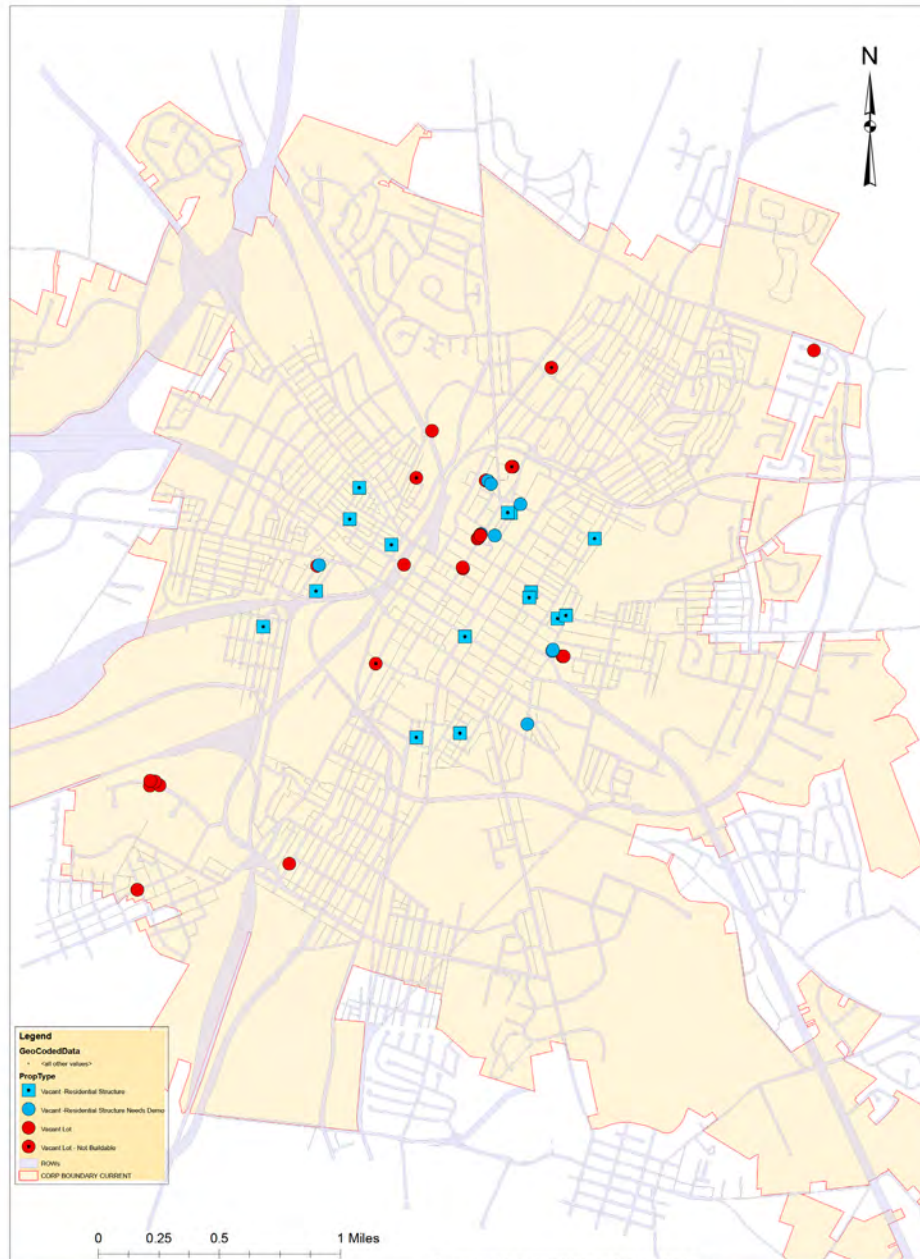 N
Legend
GeoCodedData
<all other values>
PropType
Vacant -Residential Structure
Vacant -Residential Structure Needs Demo
Vacant Lot
Vacant Lot - Not Buildable
ROWs
CORP BOUNDARY CURRENT
0 0.25 0.5 1 Miles